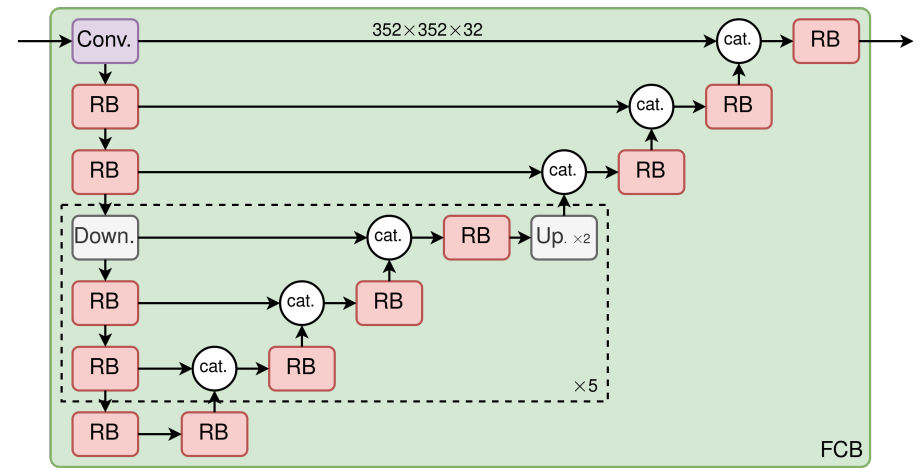 352×352×32
Conv.
cat.
RB
RB
cat.
RB
RB
cat.
RB
Down.
cat.
RB
Up. ×2
RB
cat.
RB
RB
cat.
RB
×5
RB
RB
FCB